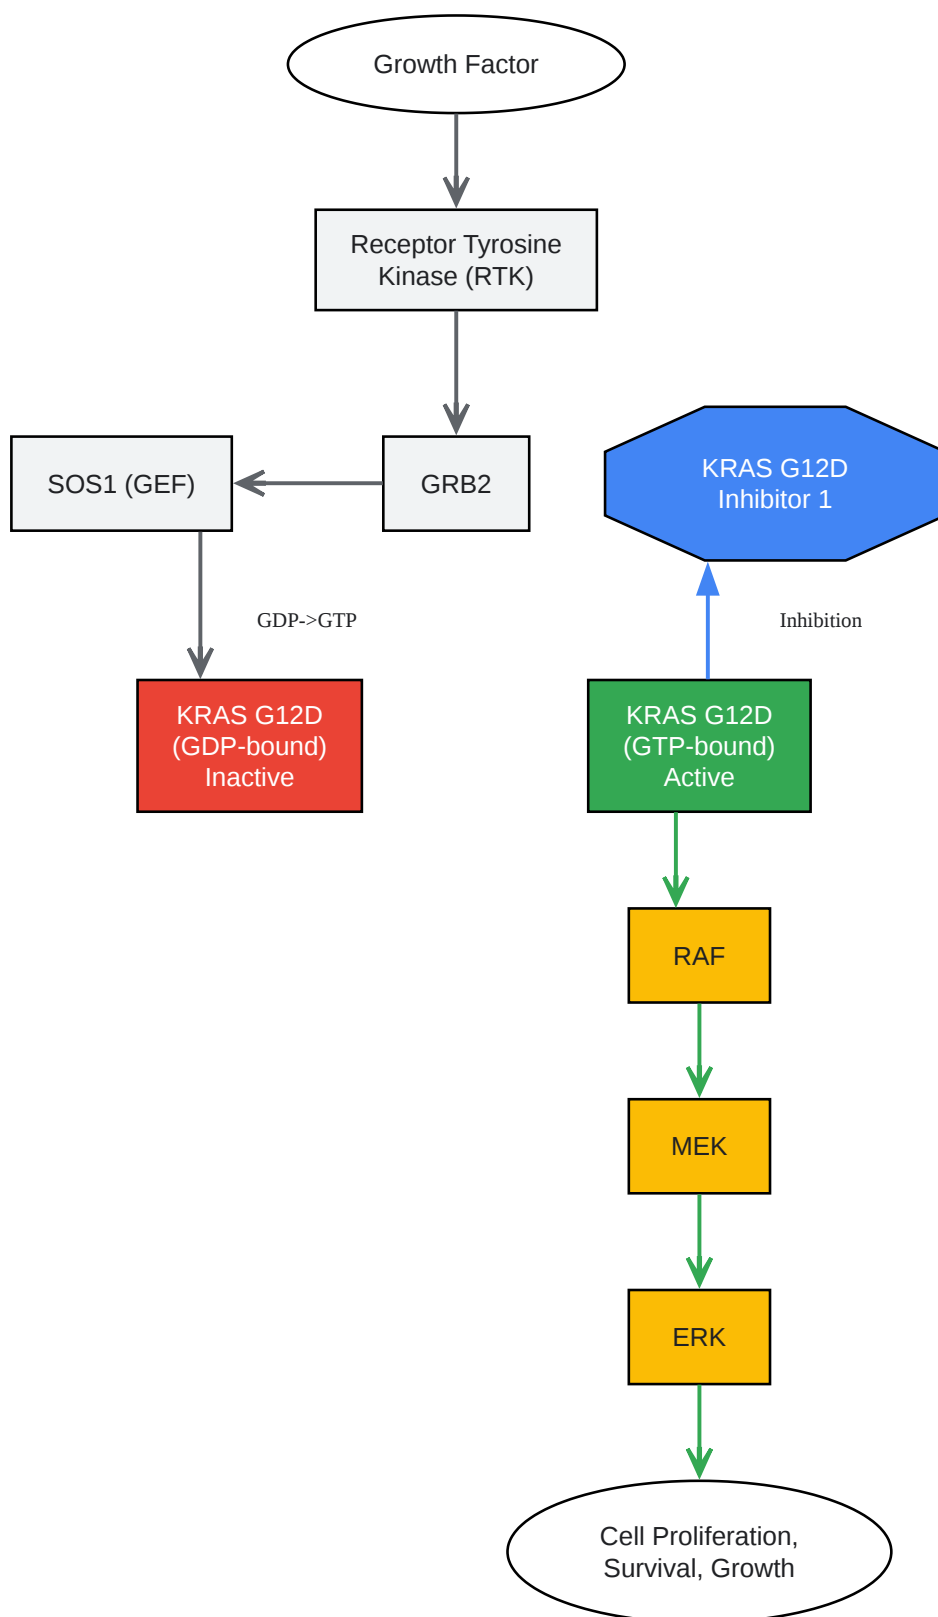 Growth Factor
Receptor Tyrosine
Kinase (RTK)
SOS1 (GEF)
GRB2
KRAS G12D
Inhibitor 1
GDP->GTP
Inhibition
KRAS G12D
(GDP-bound)
Inactive
KRAS G12D
(GTP-bound)
Active
RAF
MEK
ERK
Cell Proliferation,
Survival, Growth